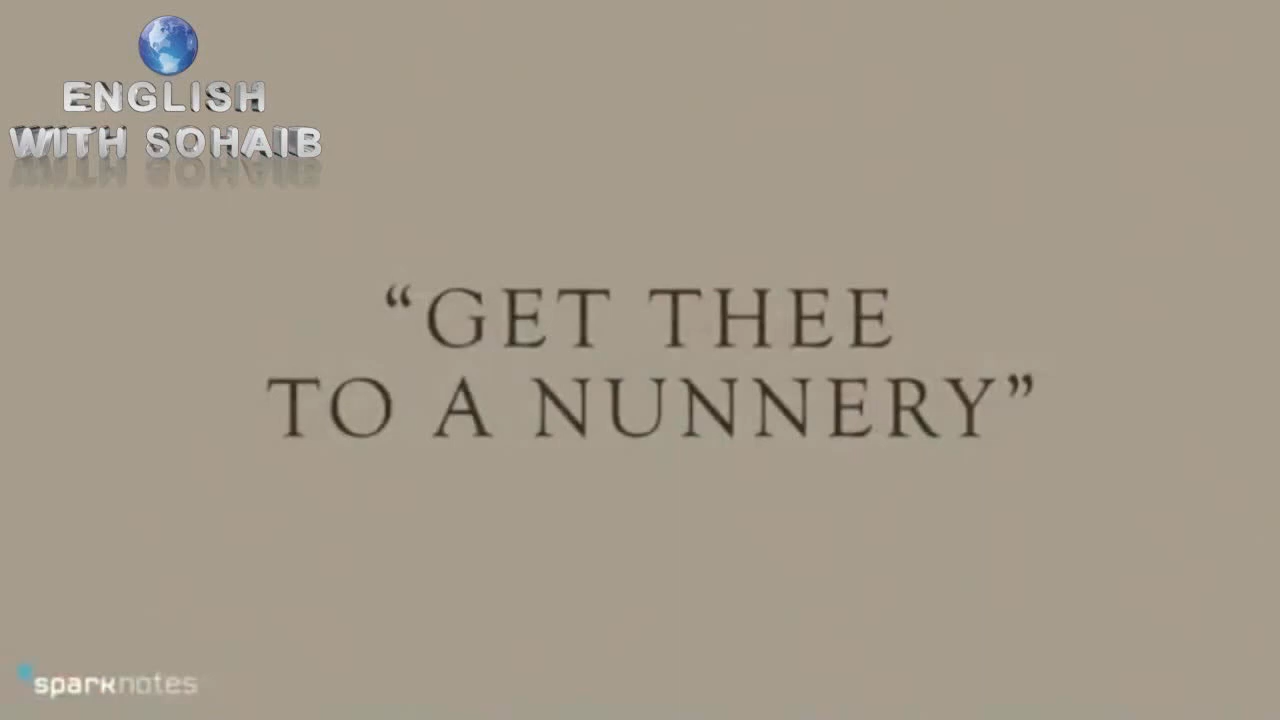 ENGLISH
WITH SOHAIB
“GET THEE
TO A NUNNERY”
sparknotes